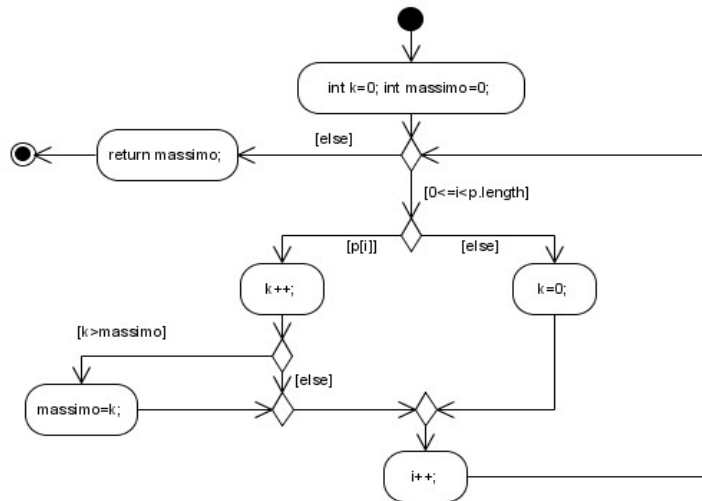 int k=0; int massimo=0;
[else]
return massimo;
[0<=i<p.length]
[p[i]]
[else]
k++;
k=0;
[k>massimo]
[else]
massimo=k;
i++;